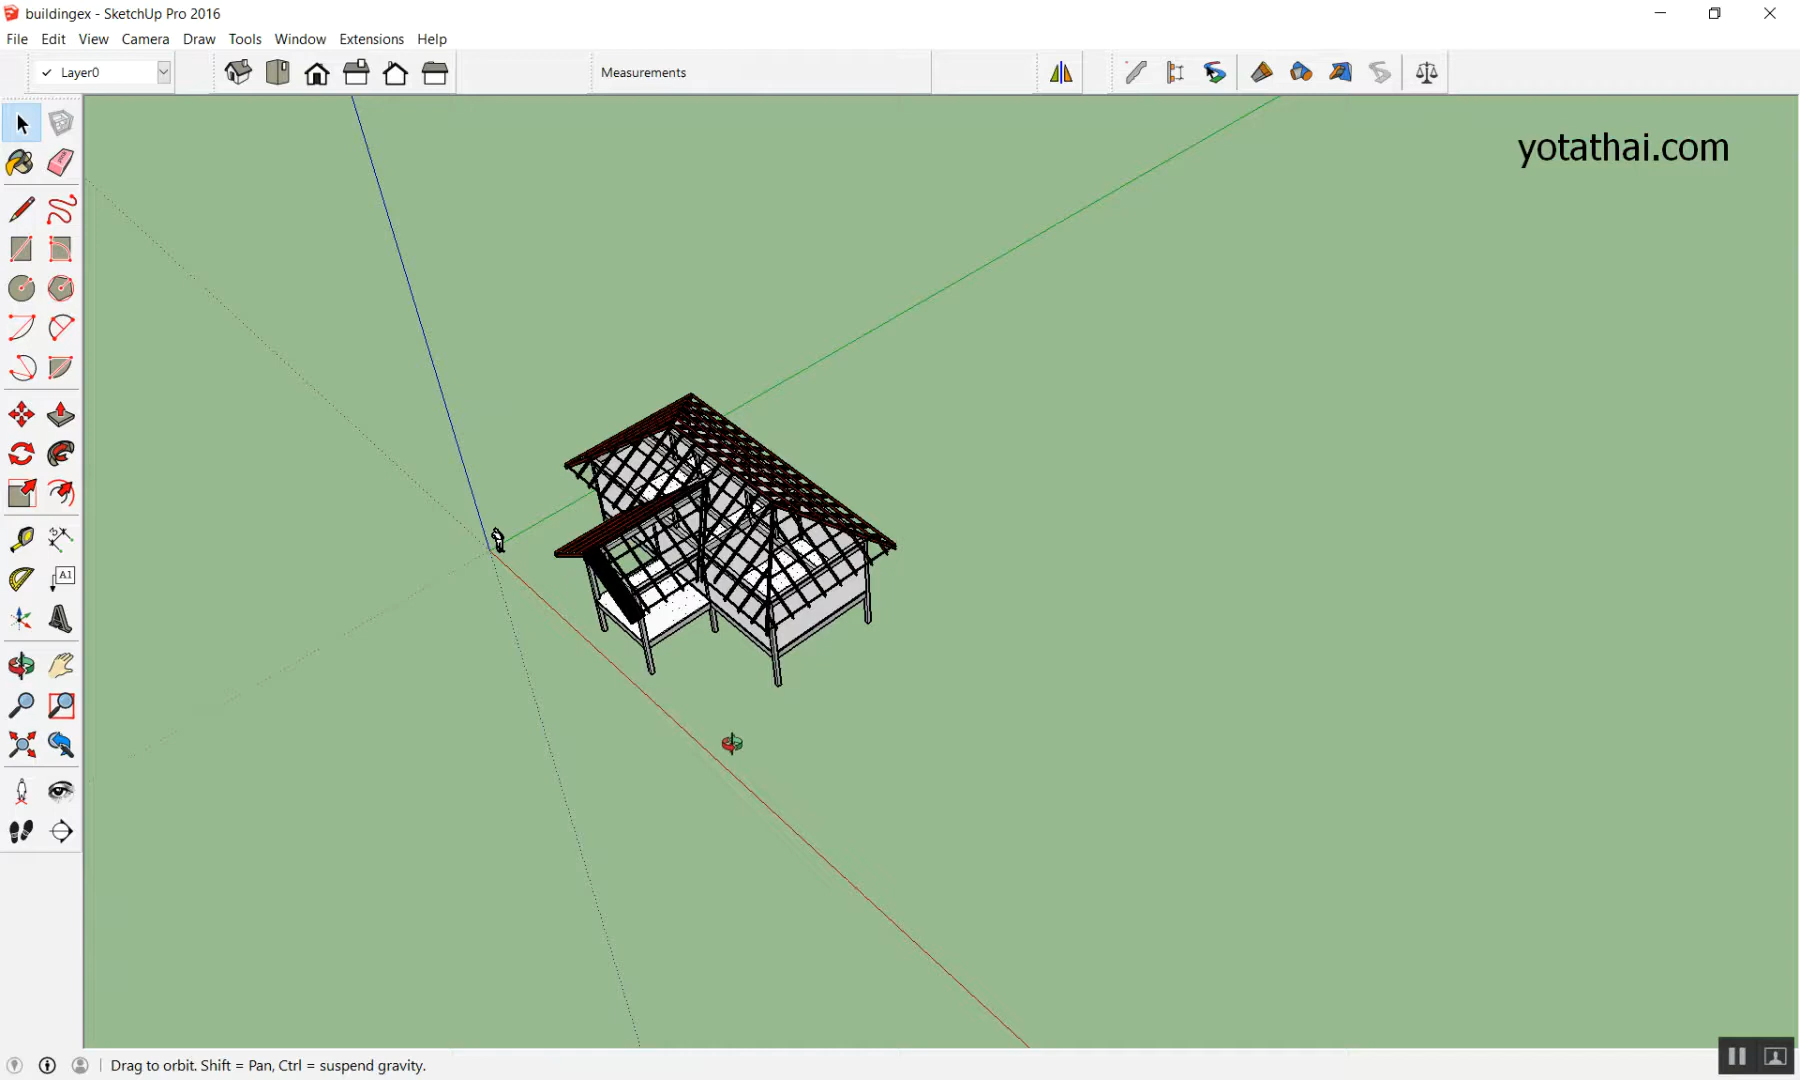 buildingex - SketchUp Pro 2016
File Edit View Camera Draw Tools Window Extensions Help
Layer0
Measurements
yotathai.com
A1
Drag to orbit. Shift = Pan, Ctrl = suspend gravity.